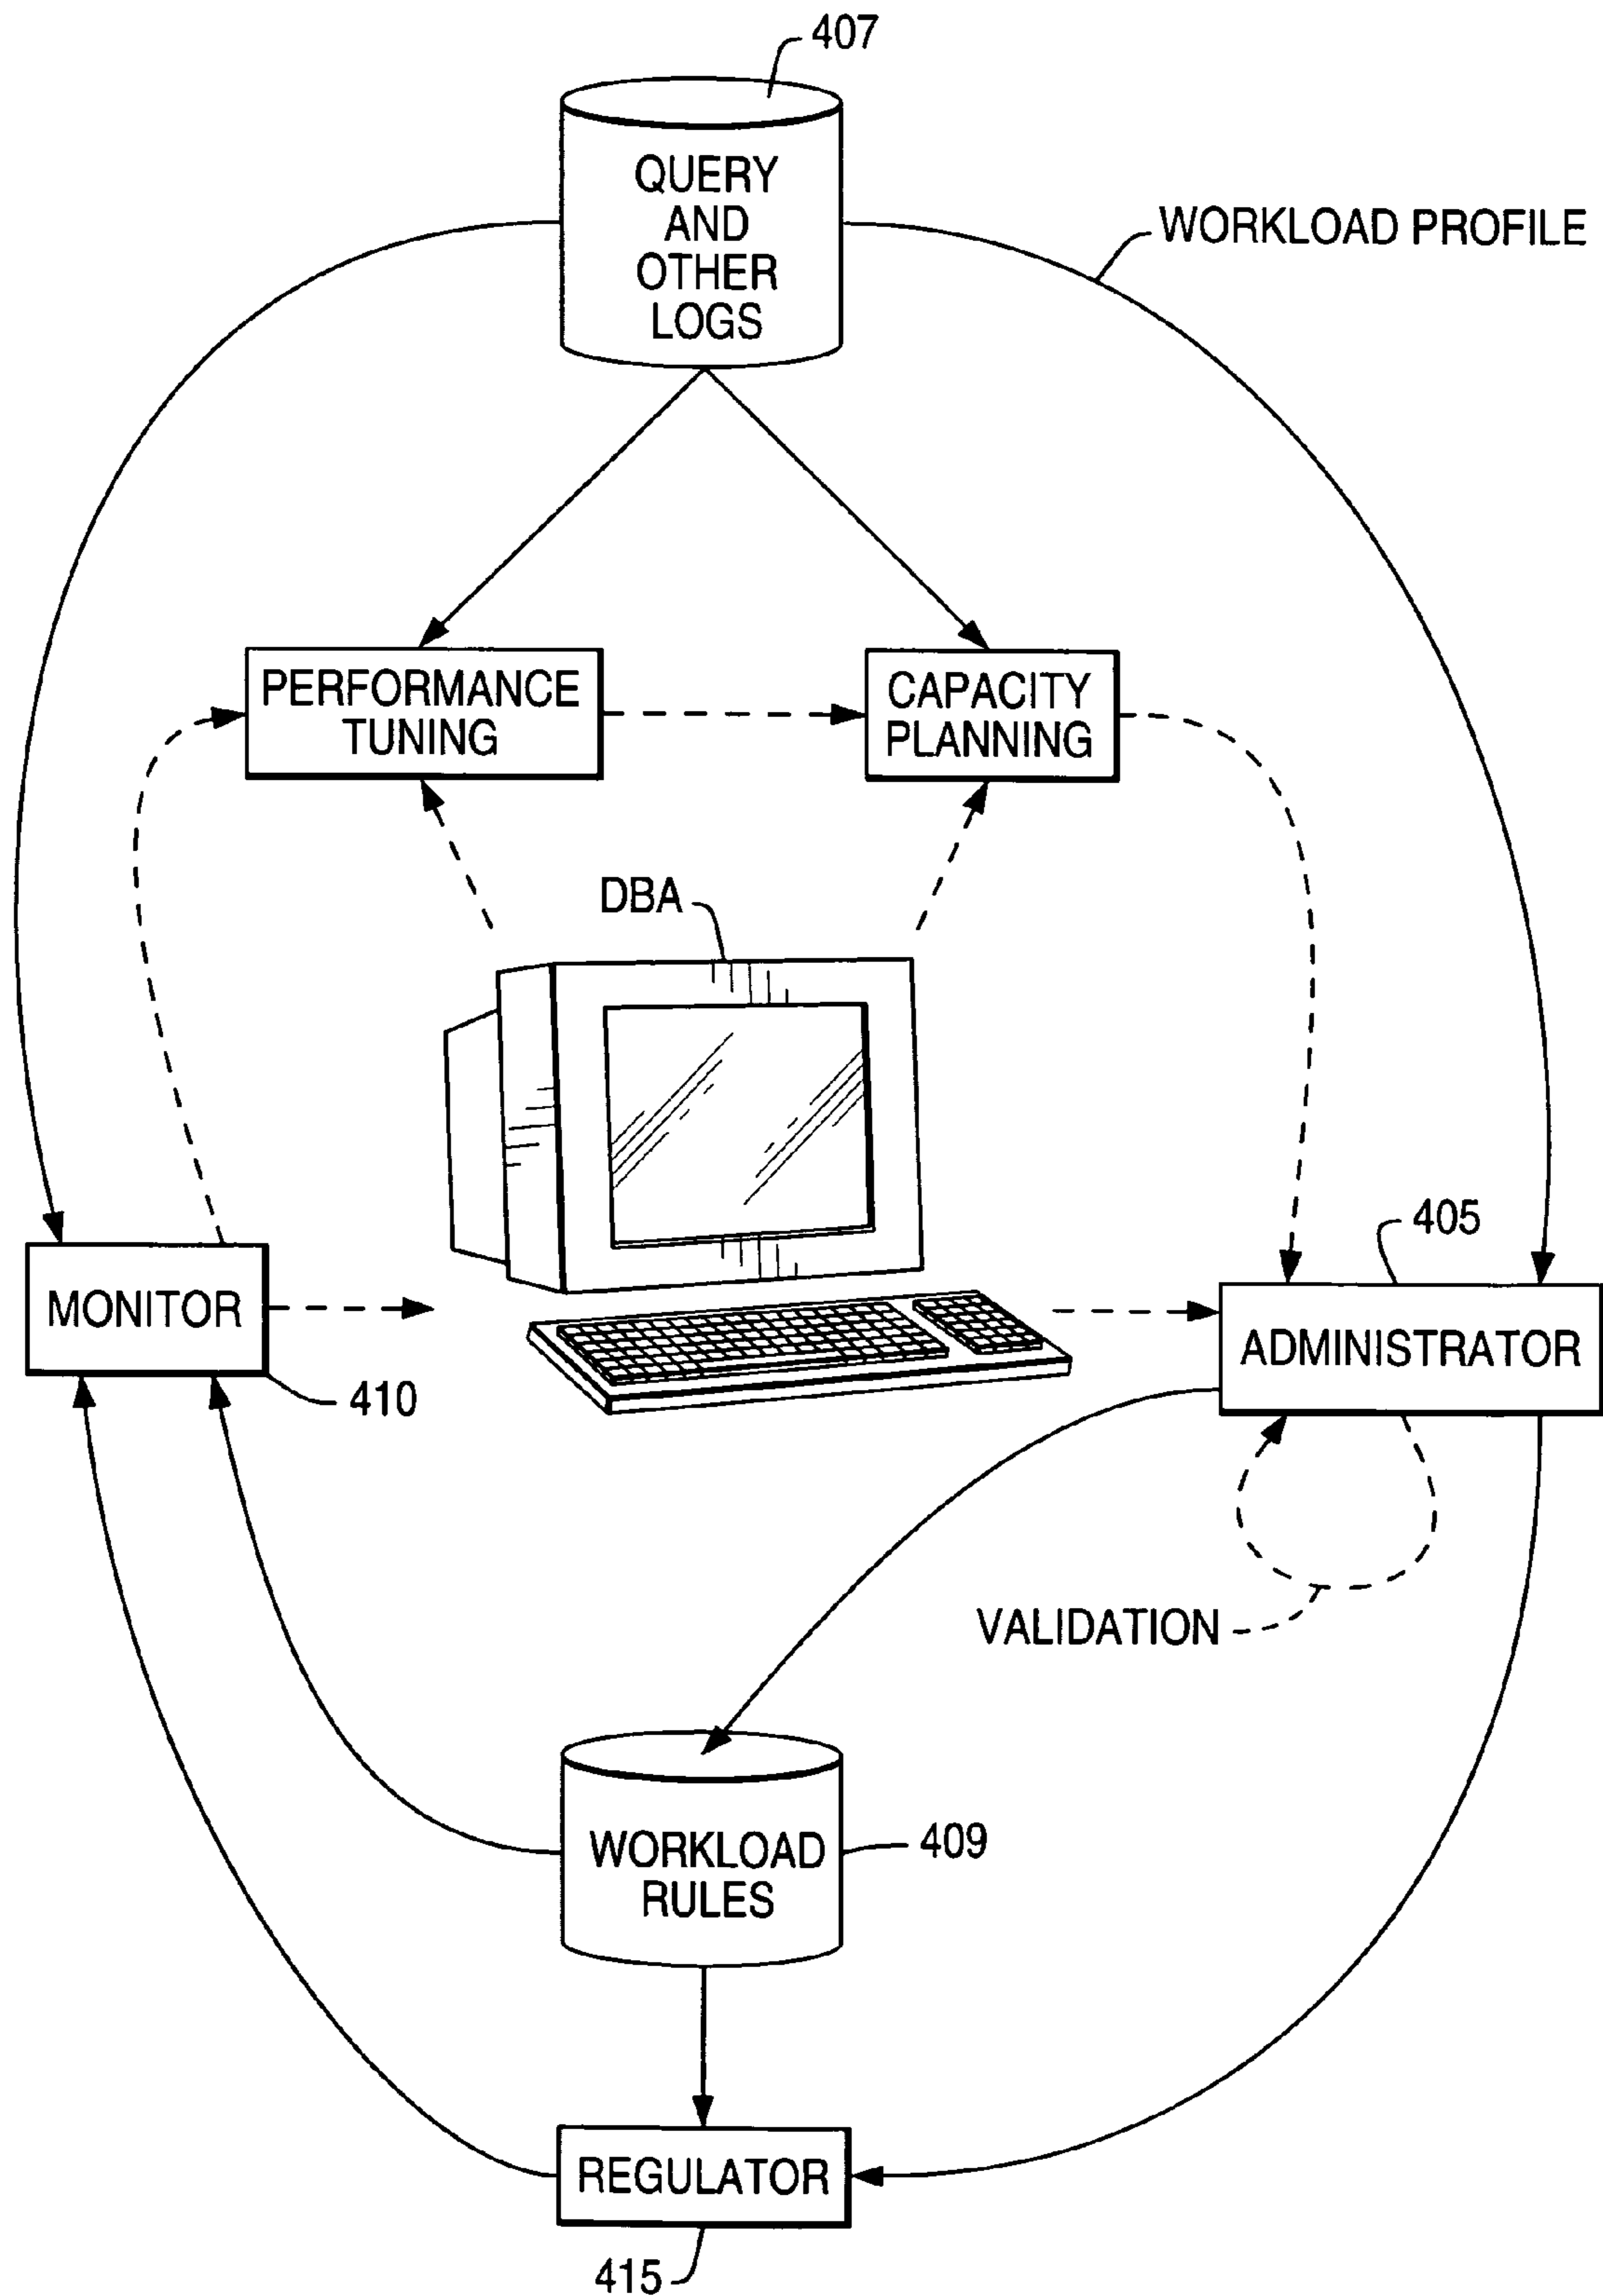 407
QUERY
AND
OTHER
LOGS
WORKLOAD PROFILE
PERFORMANCE
TUNING
CAPACITY
PLANNING
DBA
405
MONITOR
ADMINISTRATOR
410
VALIDATION
WORKLOAD
RULES
409
REGULATOR
415